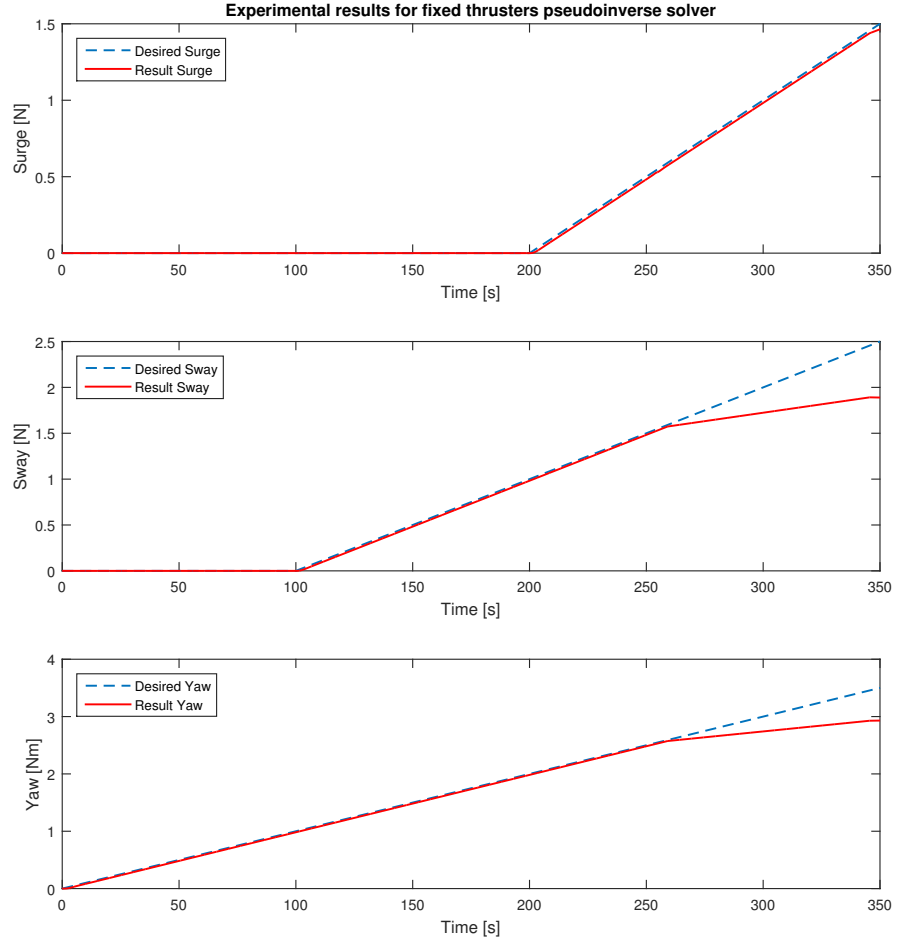 Experimental results for fixed thrusters pseudoinverse solver
1.5
1
0.5
0
Surge [N]
Desired Surge
Result Surge
0 50 100 150 200 250 300 350
Time [s]
2.5
2
1.5
1
0.5
0
Sway [N]
Desired Sway
Result Sway
0 50 100 150 200 250 300 350
Time [s]
4
3
2
1
0
Yaw [Nm]
Desired Yaw
Result Yaw
0 50 100 150 200 250 300 350
Time [s]